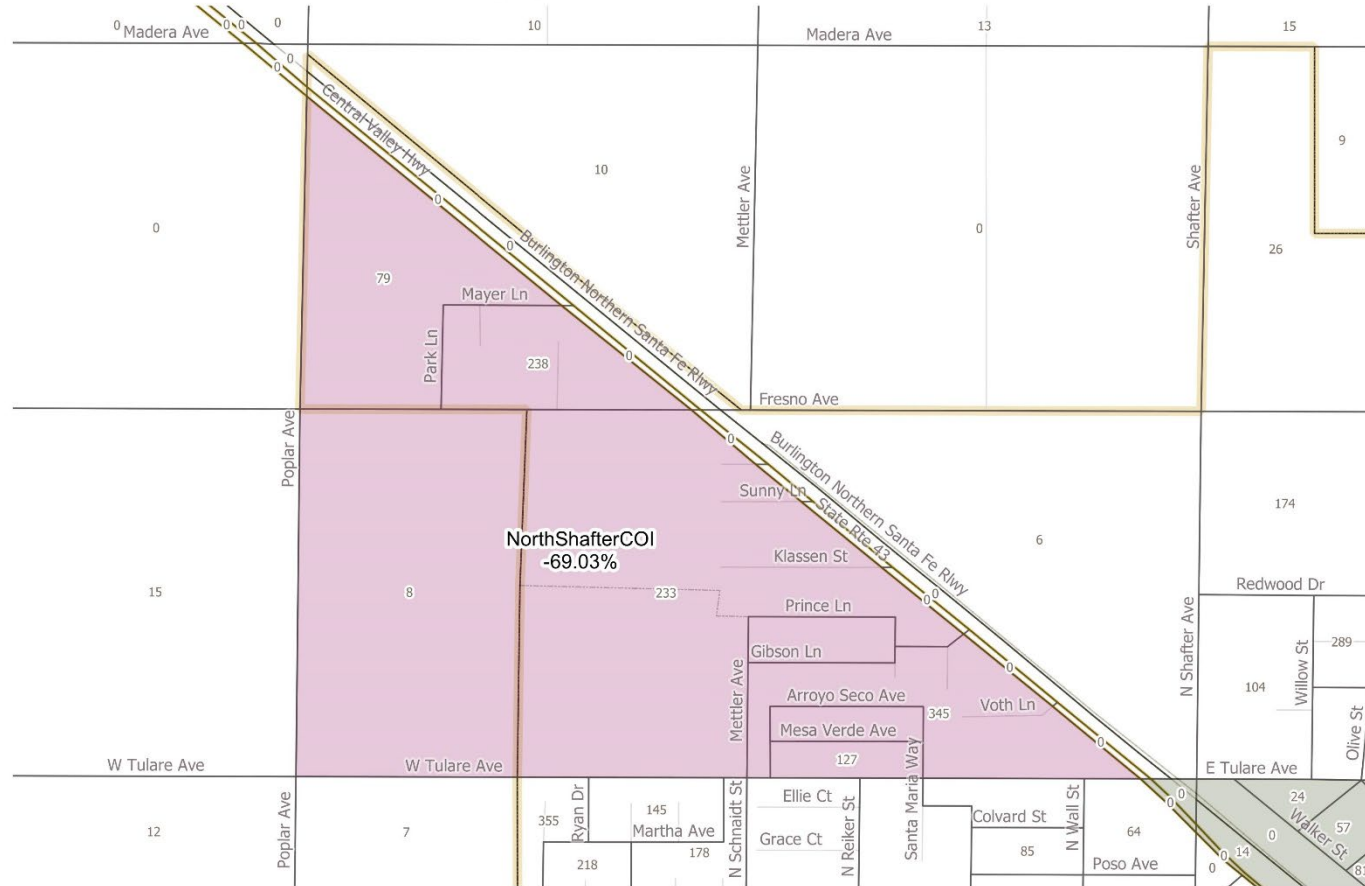 0
0 0
0
10
13
15
Madera Ave
Madera Ave
0
0
Central Valley Hwy
10
9
0
0
0
26
Mettler Ave
Shafter Ave
0
Burlington Northern Santa Fe Rlwy
79
Mayer Ln
Park Ln
238
0
Fresno Ave
Poplar Ave
0
Burlington Northern Santa Fe Rlwy
Sunny Ln
State Rte 43
174
NorthShafterCOI
-69.03%
Klassen St
6
15
8
233
0
0
Redwood Dr
Prince Ln
Gibson Ln
N Shafter Ave
Willow St
289
0
104
Mettler Ave
Arroyo Seco Ave
345
Voth Ln
Olive St
Mesa Verde Ave
0
127
Santa Maria Way
W Tulare Ave
W Tulare Ave
E Tulare Ave
0
0
24
Poplar Ave
Ryan Dr
N Schnaidt St
Ellie Ct
N Reiker St
N Wall St
355
145
Martha Ave
Colvard St
64
Walker St
57
0
12
7
178
Grace Ct
85
218
Poso Ave
0
0
14